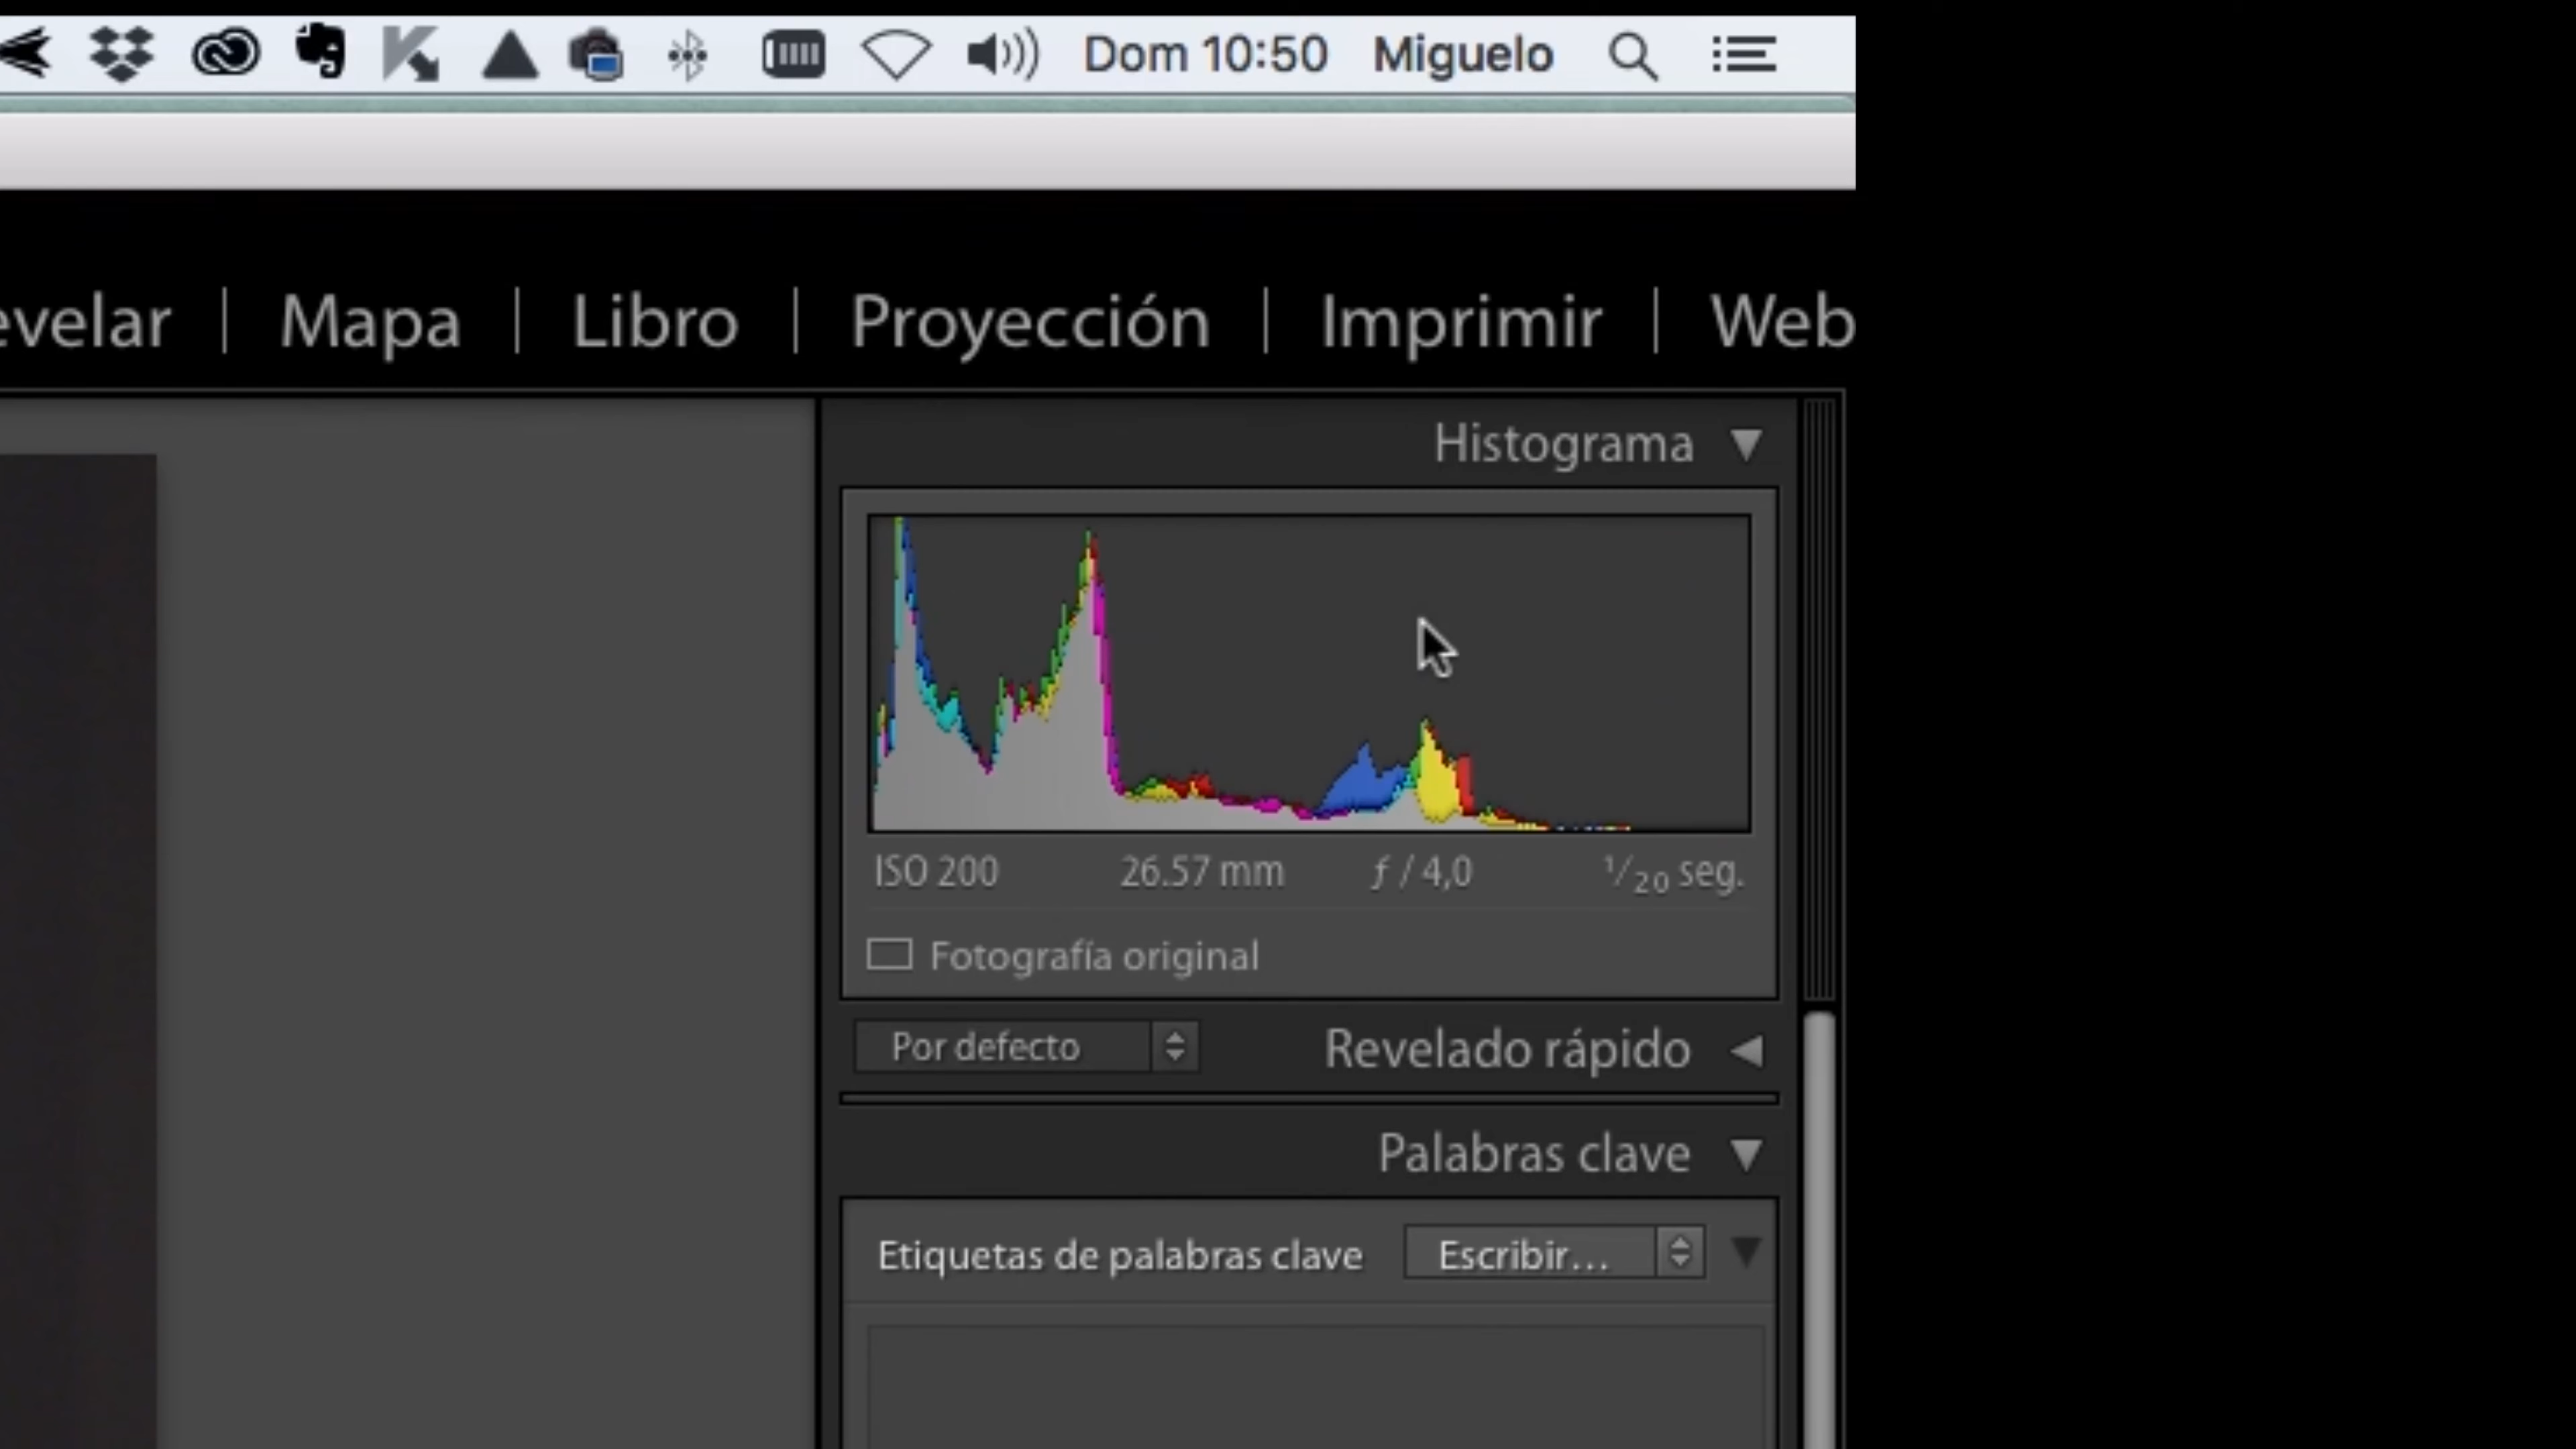 Dom 10:50 Miguelo
evelar | Mapa | Libro | Proyección | Imprimir | Web
Histograma
ISO 200 26.57 mm ƒ / 4,0 1/20 seg.
Fotografía original
Por defecto Revelado rápido
Palabras clave
Etiquetas de palabras clave Escribir...